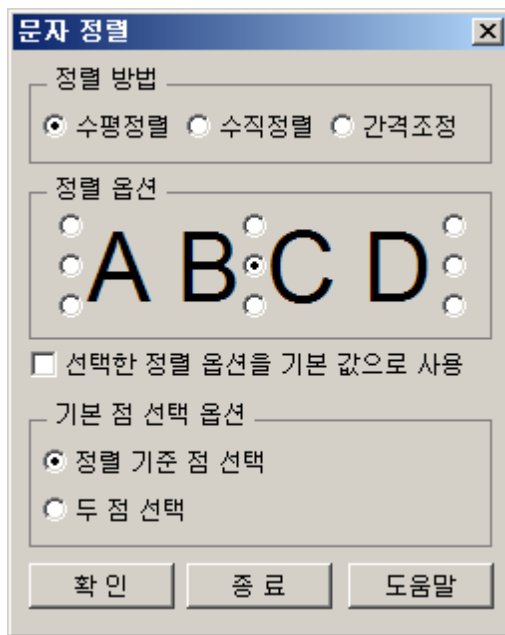 문자 정렬
정렬 방법
수평정렬 수직정렬 간격조정
정렬 옵션
A B C D
선택한 정렬 옵션을 기본 값으로 사용
기본 점 선택 옵션
정렬 기준 점 선택
두 점 선택
확 인 종 료 도움말